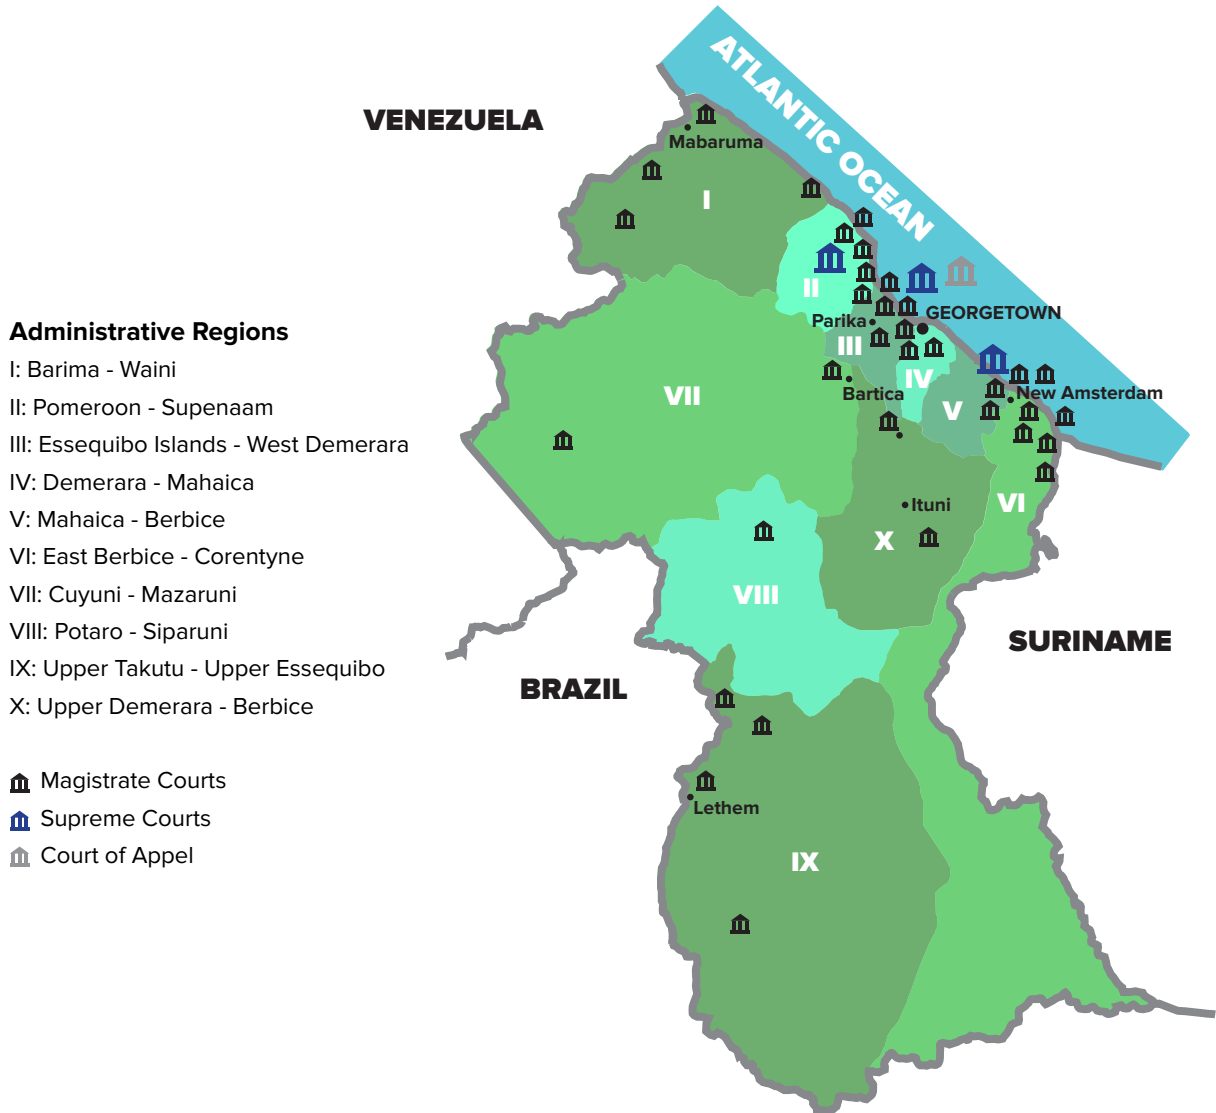 VENEZUELA
ATLANTIC OCEAN
Mabaruma
I
II
GEORGETOWN
Parika
III
Administrative Regions
I: Barima - Waini
II: Pomeroon - Supenaam
III: Essequibo Islands - West Demerara
IV: Demerara - Mahaica
V: Mahaica - Berbice
VI: East Berbice - Corentyne
VII: Cuyuni - Mazaruni
VIII: Potaro - Siparuni
IX: Upper Takutu - Upper Essequibo
X: Upper Demerara - Berbice
Magistrate Courts
Supreme Courts
Court of Appel
IV
VII
Bartica
New Amsterdam
V
VI
Ituni
X
VIII
SURINAME
BRAZIL
Lethem
IX